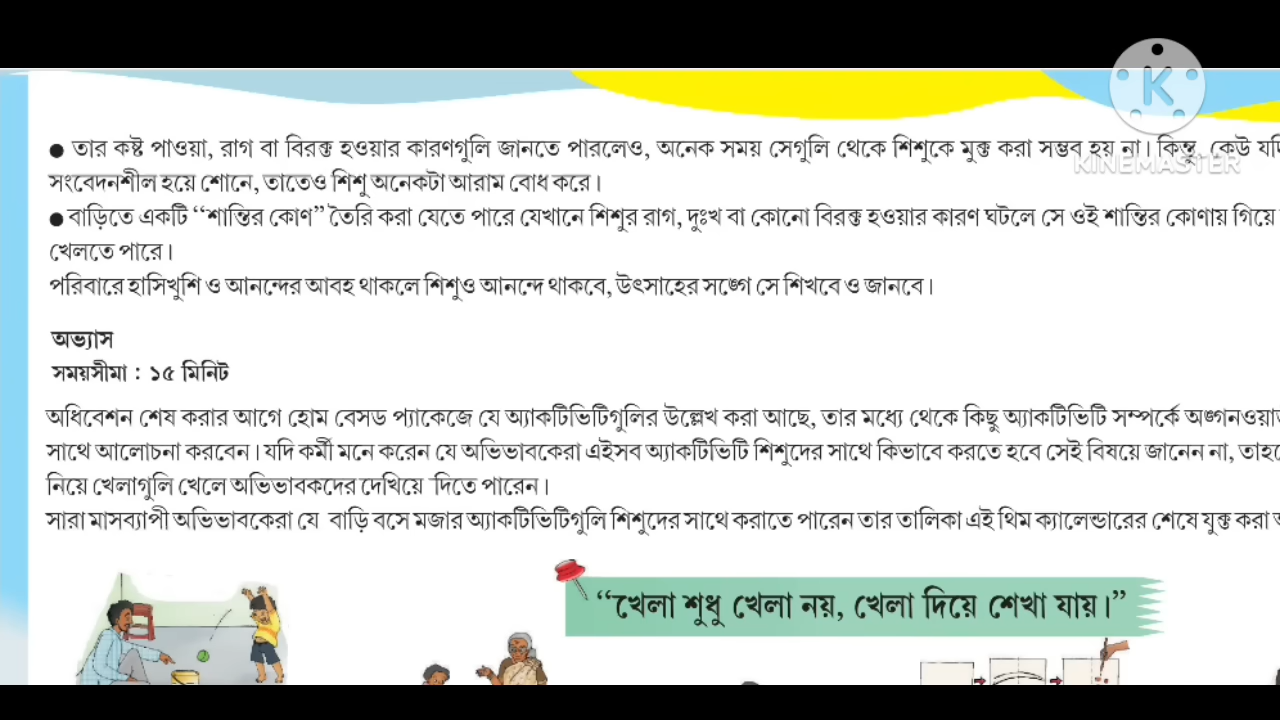 KINEMASTER
● তার কষ্ট পাওয়া, রাগ বা বিরক্ত হওয়ার কারণগুলি জানতে পারলেও, অনেক সময় সেগুলি থেকে শিশুকে মুক্ত করা সম্ভব হয় না। কিন্তু, কেউ
সংবেদনশীল হয়ে শোনে, তাতেও শিশু অনেকটা আরাম বোধ করে।
● বাড়িতে একটি “শান্তির কোণ” তৈরি করা যেতে পারে যেখানে শিশুর রাগ, দুঃখ বা কোনো বিরক্ত হওয়ার কারণ ঘটলে সে ওই শান্তির কোণায় গিয়ে
খেলতে পারে।
পরিবারে হাসিখুশি ও আনন্দের আবহ থাকলে শিশুও আনন্দে থাকবে, উৎসাহের সঙ্গে সে শিখবে ও জানবে।
অভ্যাস
সময়সীমা : ১৫ মিনিট
অধিবেশন শেষ করার আগে হোম বেসড প্যাকেজে যে অ্যাকটিভিটিগুলির উল্লেখ করা আছে, তার মধ্যে থেকে কিছু অ্যাকটিভিটি সম্পর্কে
সাথে আলোচনা করবেন। যদি কর্মী মনে করেন যে অভিভাবকেরা এইসব অ্যাকটিভিটি শিশুদের সাথে কিভাবে করতে হবে সেই বিষয়ে জানেন না,
নিয়ে খেলাগুলি খেলে অভিভাবকদের দেখিয়ে দিতে পারেন।
সারা মাসব্যাপী অভিভাবকেরা যে বাড়ি বসে মজার অ্যাকটিভিটিগুলি শিশুদের সাথে করাতে পারেন তার তালিকা এই থিম ক্যালেন্ডারের শেষে যুক্ত করা
“খেলা শুধু খেলা নয়, খেলা দিয়ে শেখা যায়।”